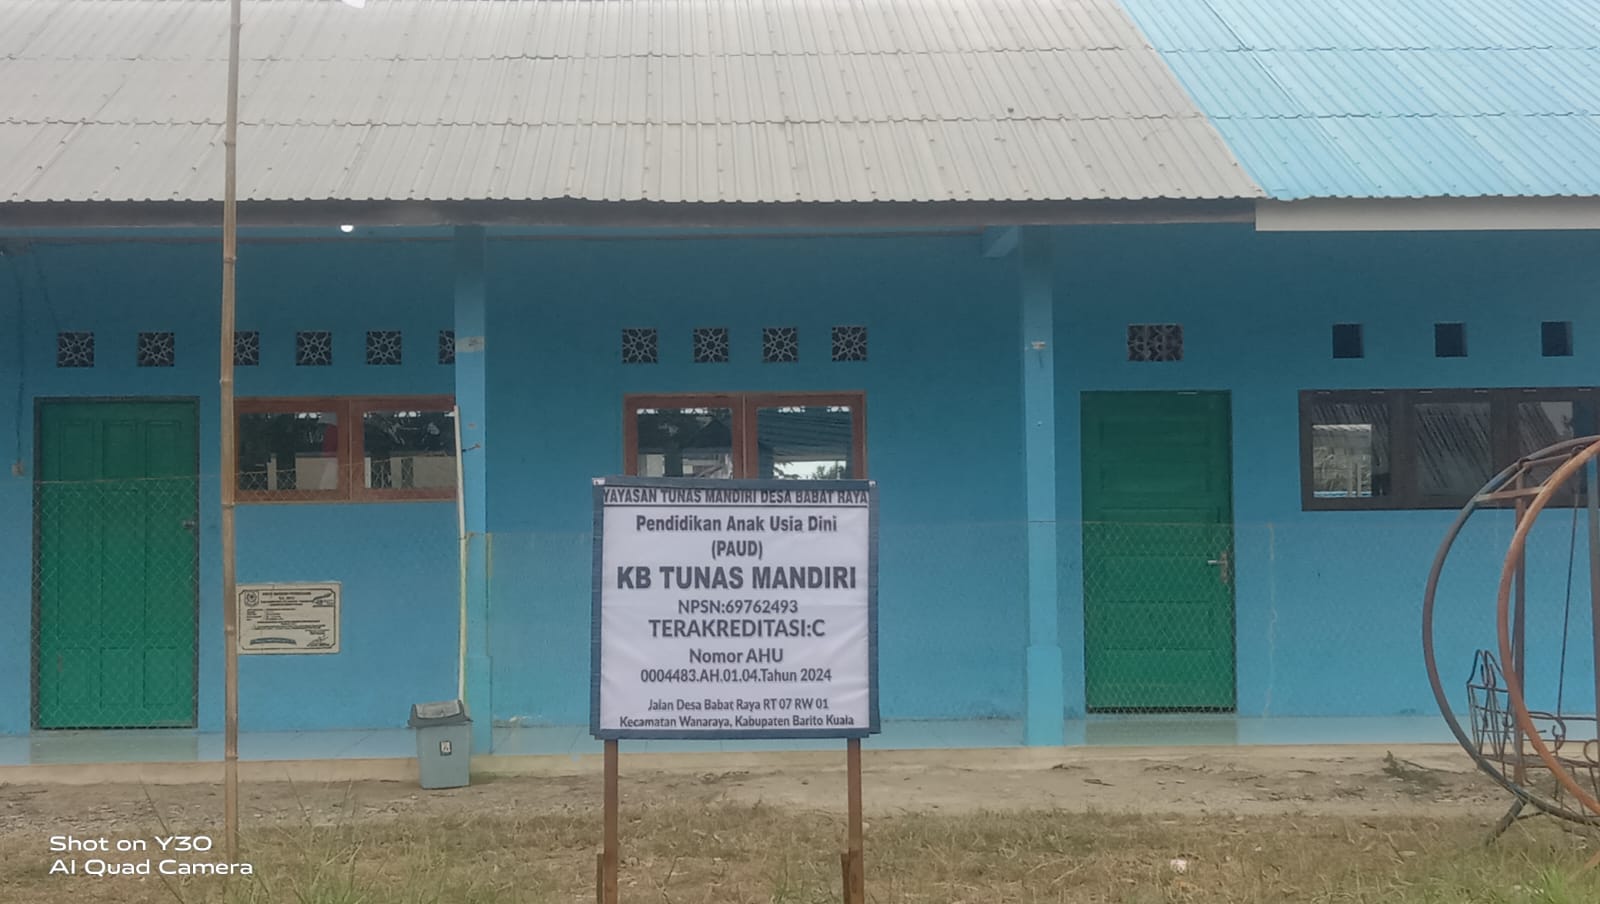 YAYASAN TUNAS MANDIRI DESA BABAT RAYA
Pendidikan Anak Usia Dini
(PAUD)
KB TUNAS MANDIRI
NPSN:69762493
TERAKREDITASI:C
Nomor AHU
0004483.AH.01.04.Tahun 2024
Jalan Desa Babat Raya RT 07 RW 01
Kecamatan Wanaraya, Kabupaten Barito Kuala
Shot on Y30
AI Quad Camera